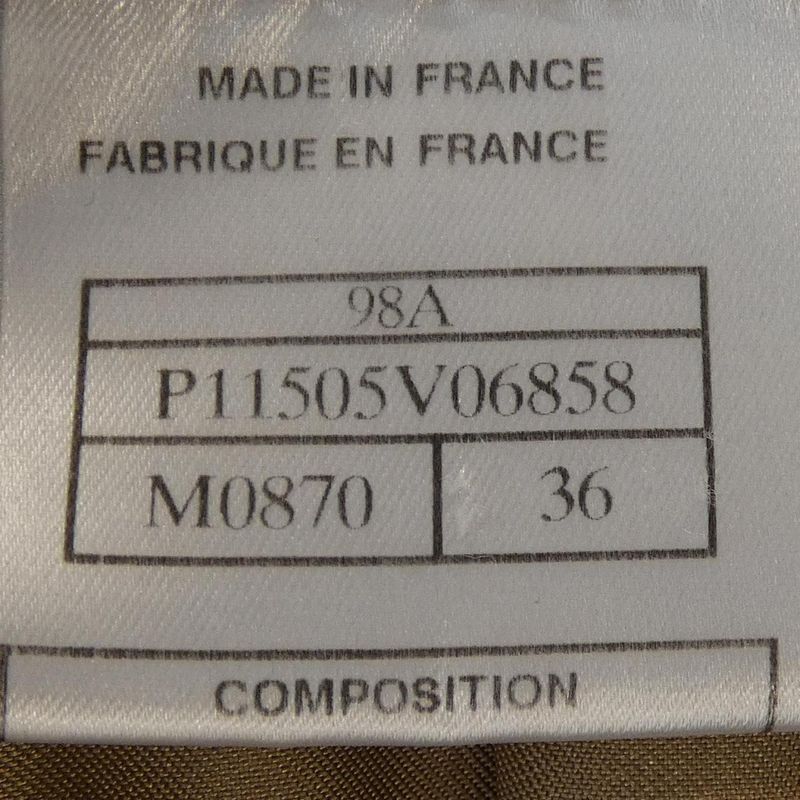 MADE IN FRANCE
FABRIQUE EN FRANCE
98A
P11505V06858
M0870 36
COMPOSITION